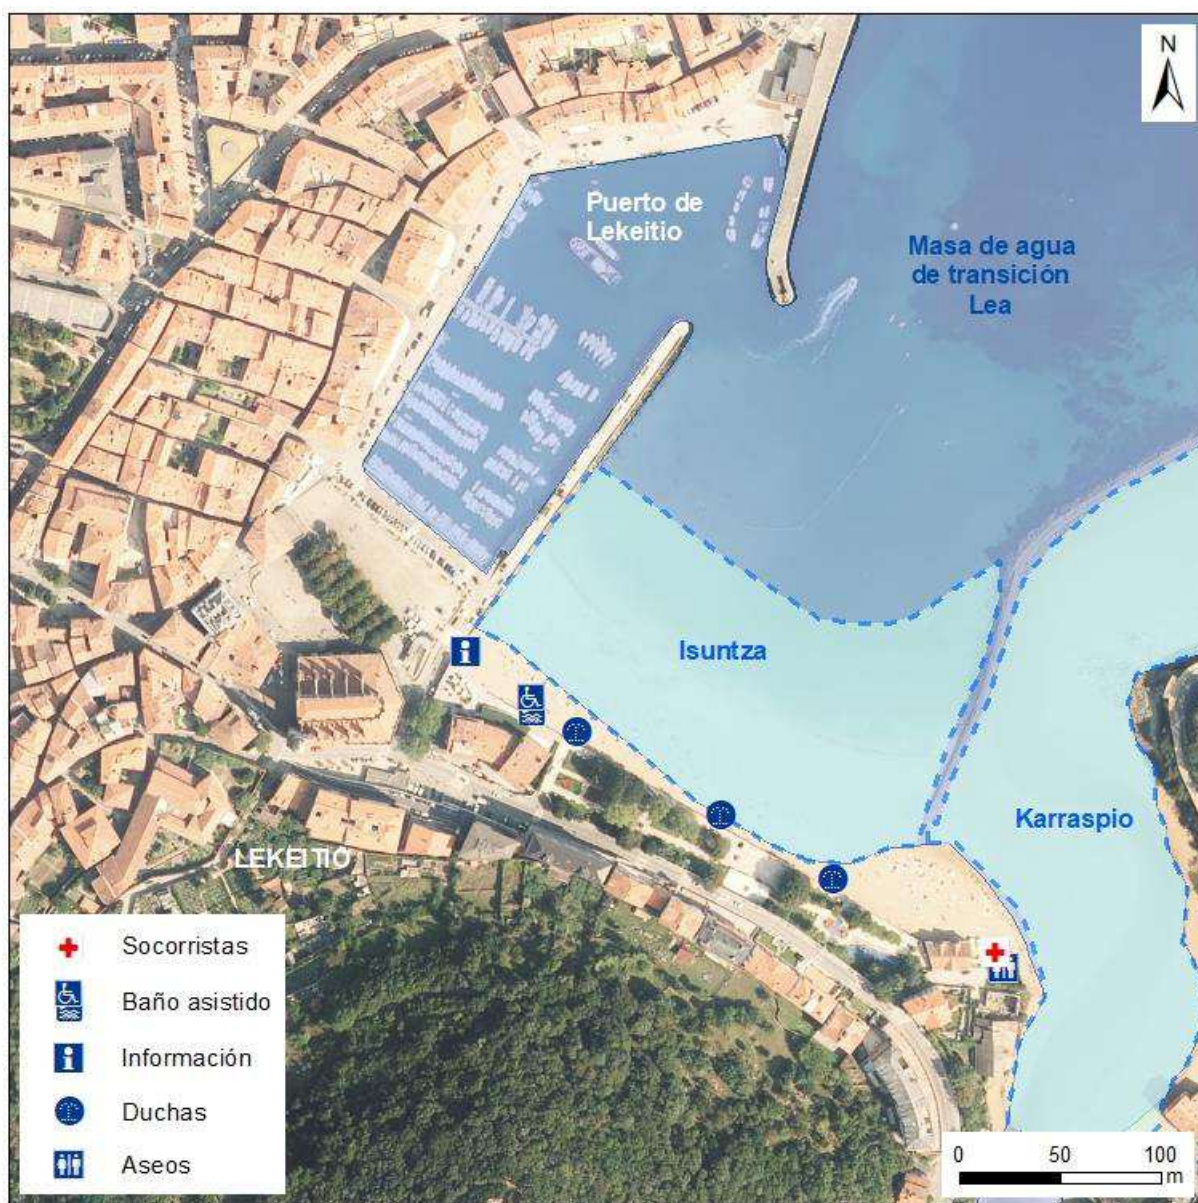 N
Puerto de
Lekeitio
Masa de agua
de transición
Lea
Isuntza
Karraspio
LEKEITIO
Socorristas
Baño asistido
Información
Duchas
Aseos
0 50 100
m